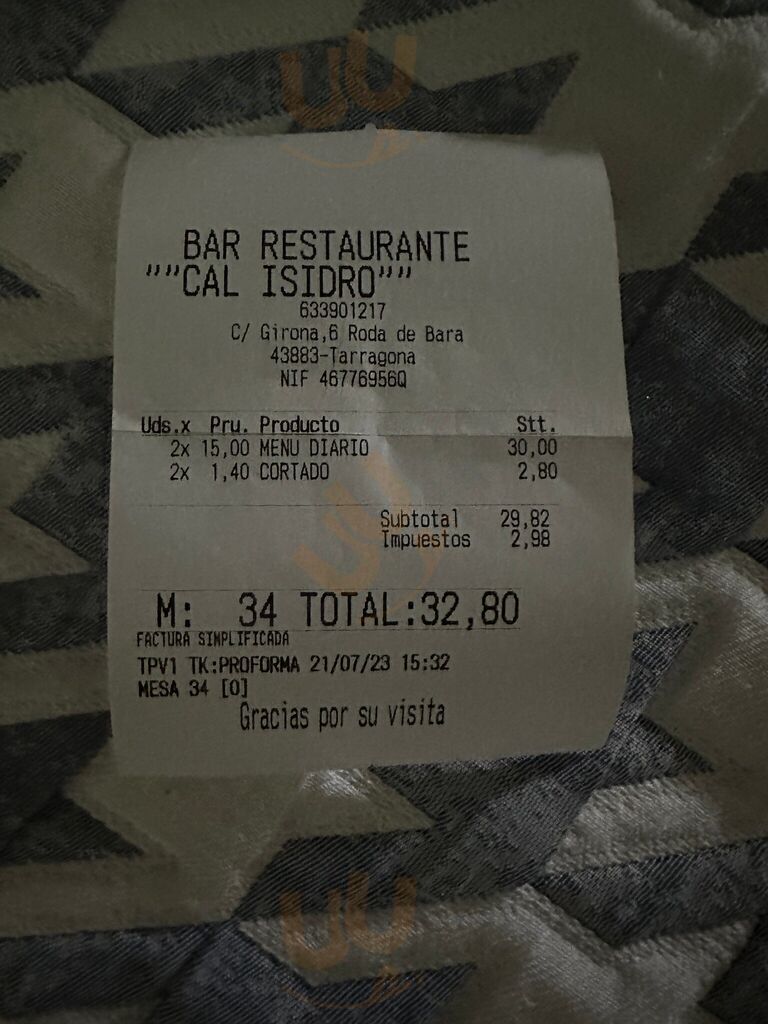 BAR RESTAURANTE
""CAL ISIDRO""
633901217
C/ Girona,6 Roda de Bara
43883-Tarragona
NIF 46776956Q
Uds.x Pru. Producto Stt.
2x 15,00 MENU DIARIO 30,00
2x 1,40 CORTADO 2,80
Subtotal 29,82
Impuestos 2,98
M: 34 TOTAL:32,80
FACTURA SIMPLIFICADA
TPV1 TK:PROFORMA 21/07/23 15:32
MESA 34 [0]
Gracias por su visita